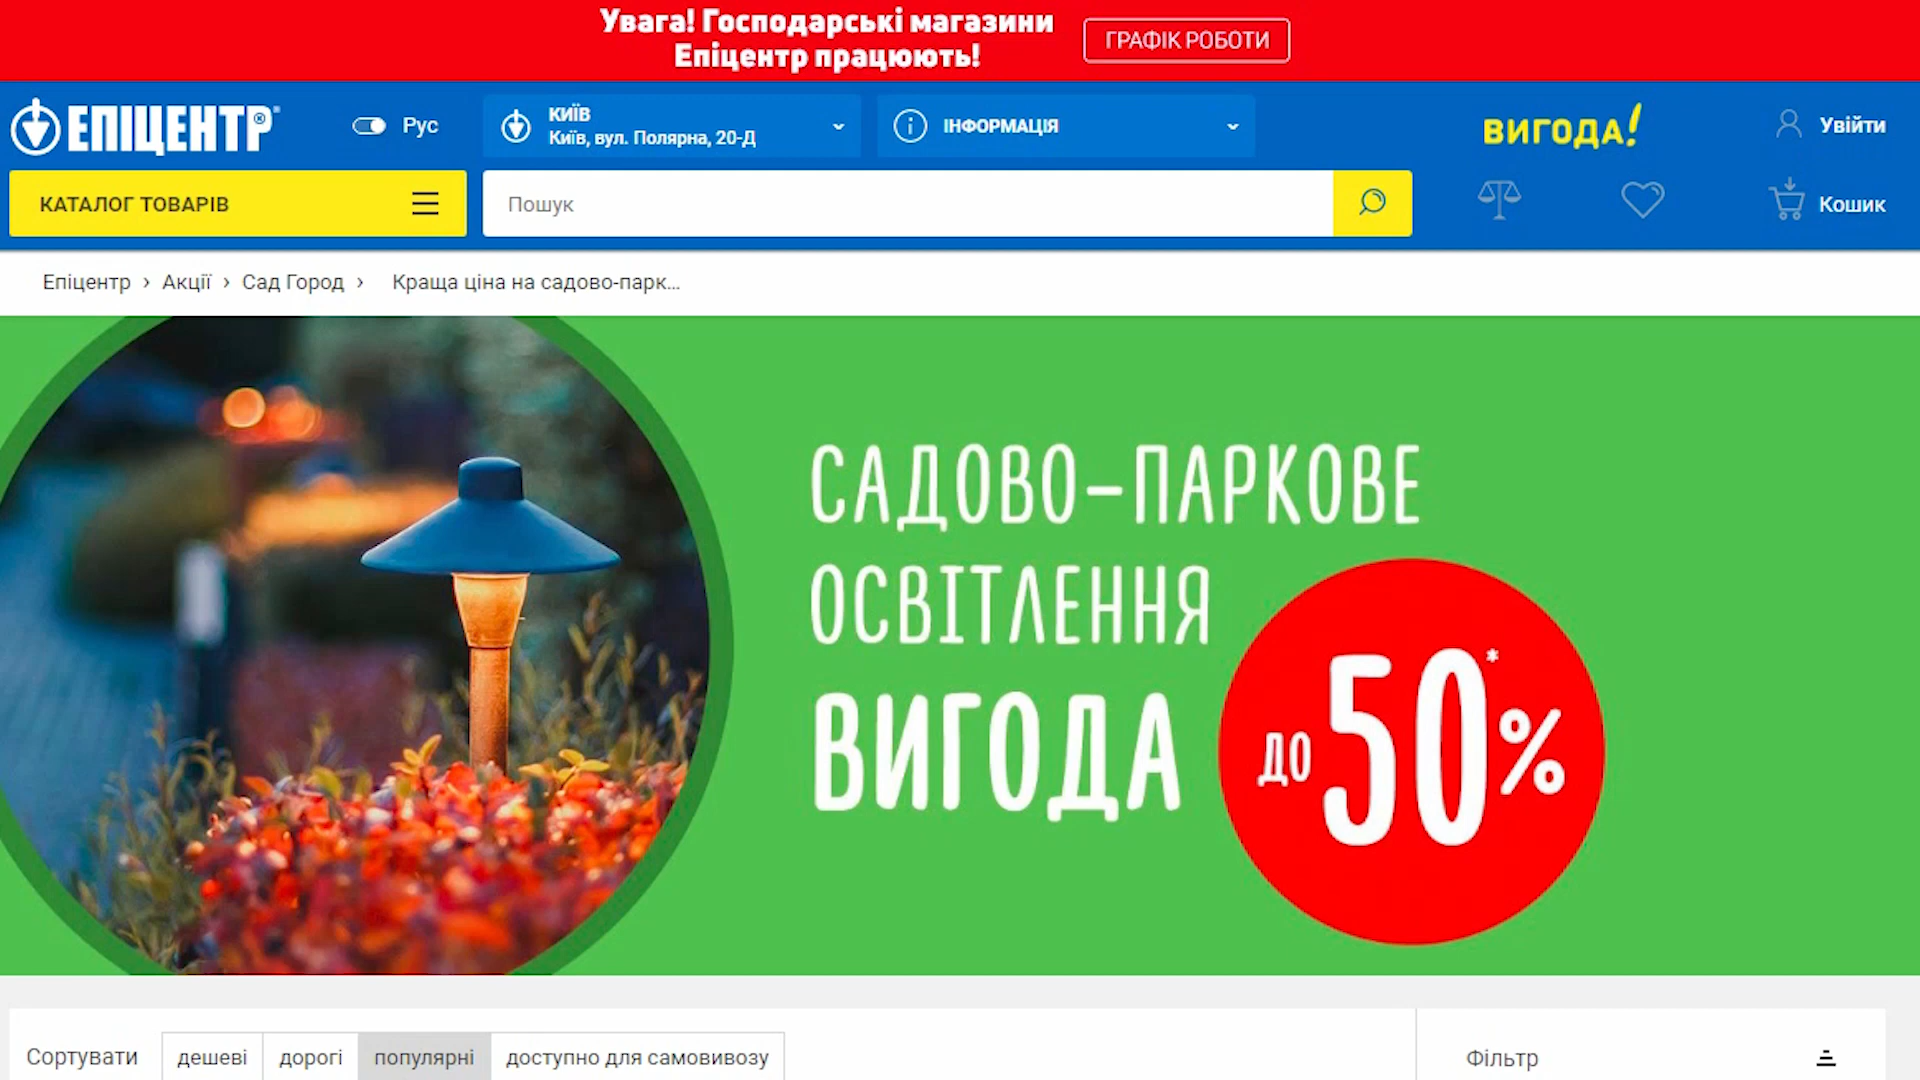 Увага! Господарські магазини
Епіцентр працюють!
ГРАФІК РОБОТИ
ЕПІЦЕНТР®
Рус
КИЇВ
Київ, вул. Полярна, 20-Д
ІНФОРМАЦІЯ
ВИГОДА!
Увійти
КАТАЛОГ ТОВАРІВ
Пошук
Кошик
Епіцентр › Акції › Сад Город › Краща ціна на садово-парк...
САДОВО-ПАРКОВЕ
ОСВІТЛЕННЯ
ВИГОДА
ДО 50*%
Сортувати
дешеві
дорогі
популярні
доступно для самовивозу
Фільтр